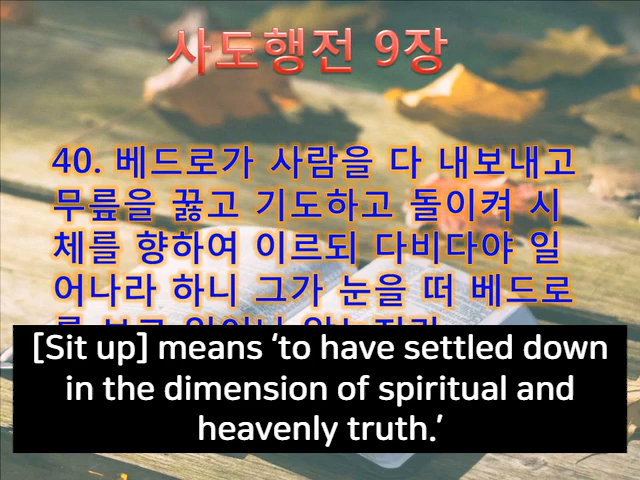 사도행전 9장
40. 베드로가 사람을 다 내보내고
무릎을 꿇고 기도하고 돌이켜 시
체를 향하여 이르되 다비다야 일
어나라 하니 그가 눈을 떠 베드로
[Sit up] means ‘to have settled down
in the dimension of spiritual and
heavenly truth.’